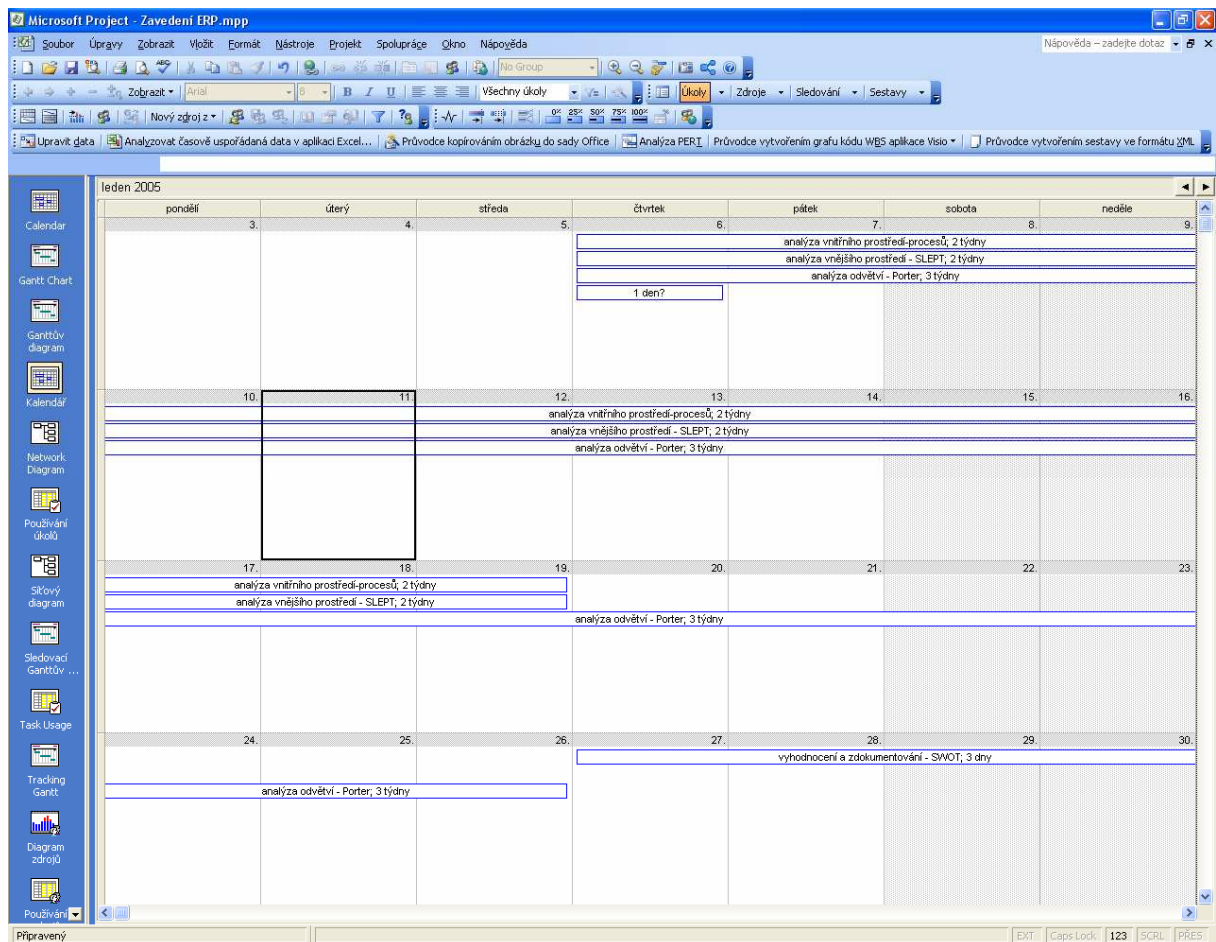 Microsoft Project - Zavedení ERP.mpp
Soubor Úpravy Zobrazit Vložit Formát Nástroje Projekt Spolupráce Okno Nápověda Nápověda – zadejte dotaz
No Group
Zobrazit Arial 8 B I U Všechny úkoly Úkoly Zdroje Sledování Sestavy
Nový zdroj z 0% 25% 50% 75% 100%
Upravit data Analyzovat časově uspořádaná data v aplikaci Excel... Průvodce kopírováním obrázku do sady Office Analýza PERT Průvodce vytvořením grafu kódu WBS aplikace Visio Průvodce vytvořením sestavy ve formátu XML
leden 2005
pondělí úterý středa čtvrtek pátek sobota neděle
3. 4. 5. 6. 7. 8. 9.
analýza vnitřního prostředí-procesů; 2 týdny
analýza vnějšího prostředí - SLEPT; 2 týdny
analýza odvětví - Porter; 3 týdny
1 den?
10. 11. 12. 13. 14. 15. 16.
analýza vnitřního prostředí-procesů; 2 týdny
analýza vnějšího prostředí - SLEPT; 2 týdny
analýza odvětví - Porter; 3 týdny
17. 18. 19. 20. 21. 22. 23.
analýza vnitřního prostředí-procesů; 2 týdny
analýza vnějšího prostředí - SLEPT; 2 týdny
analýza odvětví - Porter; 3 týdny
24. 25. 26. 27. 28. 29. 30.
vyhodnocení a zdokumentování - SWOT; 3 dny
analýza odvětví - Porter; 3 týdny
Calendar
Gantt Chart
Ganttův
diagram
Kalendář
Network
Diagram
Používání
úkolů
Síťový
diagram
Sledovací
Ganttův ...
Task Usage
Tracking
Gantt
Diagram
zdrojů
Používání
Připravený EXT Caps Lock 123 SCRL PŘES